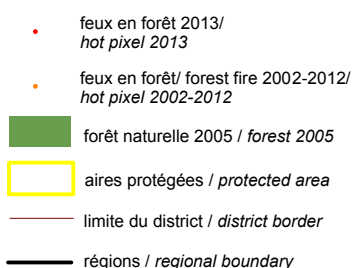 feux en forêt 2013/
hot pixel 2013
feux en forêt/ forest fire 2002-2012/
hot pixel 2002-2012
forêt naturelle 2005 / forest 2005
aires protégées / protected area
limite du district / district border
régions / regional boundary